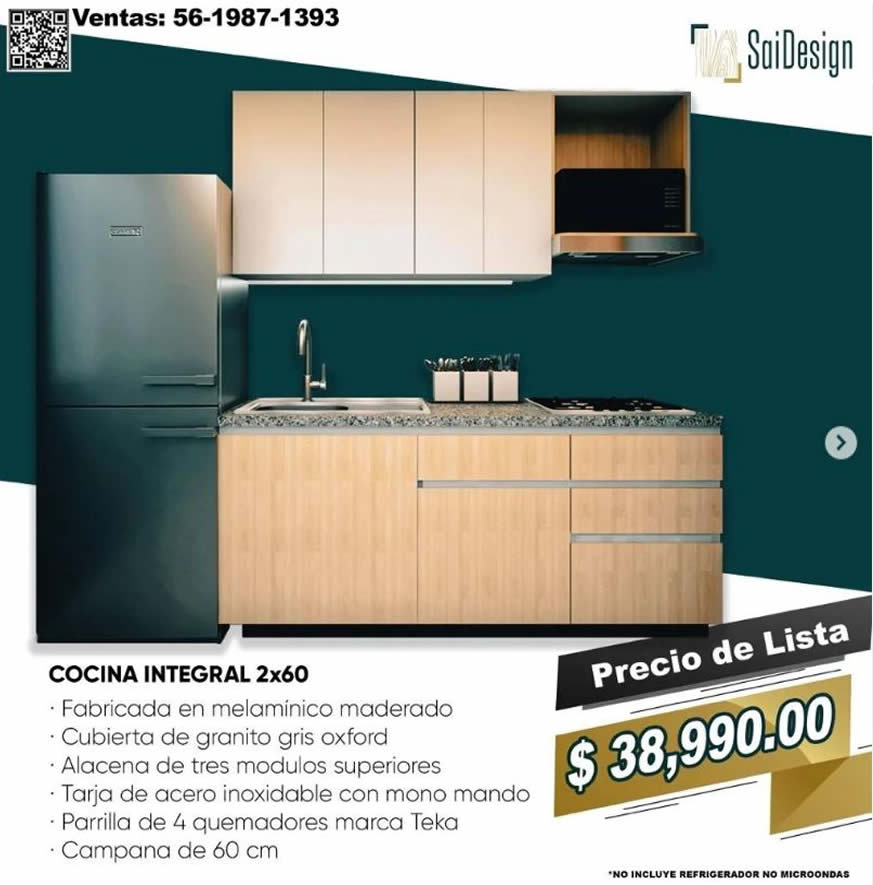 Ventas: 56-1987-1393
SaiDesign
COCINA INTEGRAL 2x60
· Fabricada en melamínico maderado
· Cubierta de granito gris oxford
· Alacena de tres modulos superiores
· Tarja de acero inoxidable con mono mando
· Parrilla de 4 quemadores marca Teka
· Campana de 60 cm
Precio de Lista
$ 38,990.00
*NO INCLUYE REFRIGERADOR NO MICROONDAS